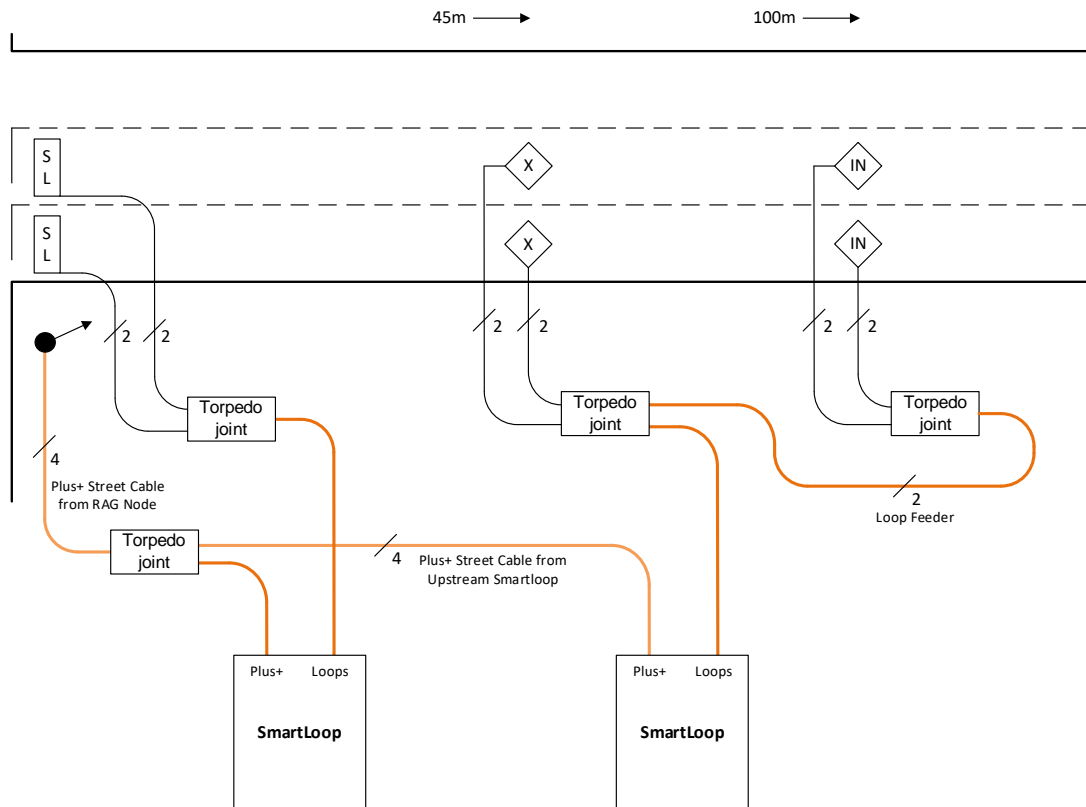 45m
100m
S
L
X
IN
S
L
X
IN
2
2
2
2
2
2
Torpedo
joint
Torpedo
joint
Torpedo
joint
4
Plus+ Street Cable
from RAG Node
2
Loop Feeder
Torpedo
joint
4
Plus+ Street Cable from
Upstream Smartloop
Plus+
Loops
Plus+
Loops
SmartLoop
SmartLoop